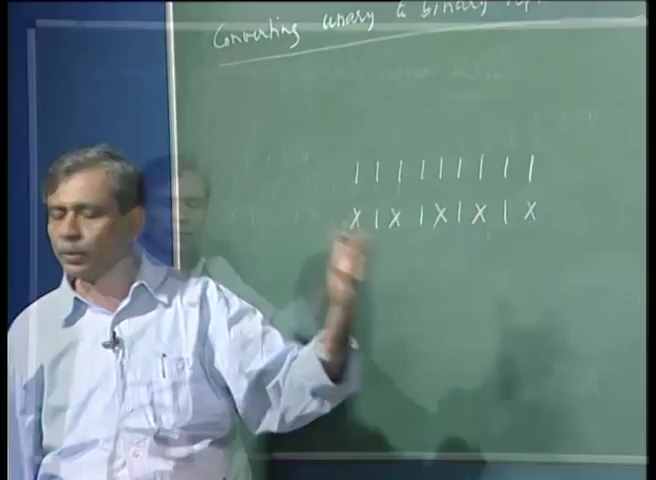 Converting unary to binary
| | | | | | | | |
X | X | X | X | X